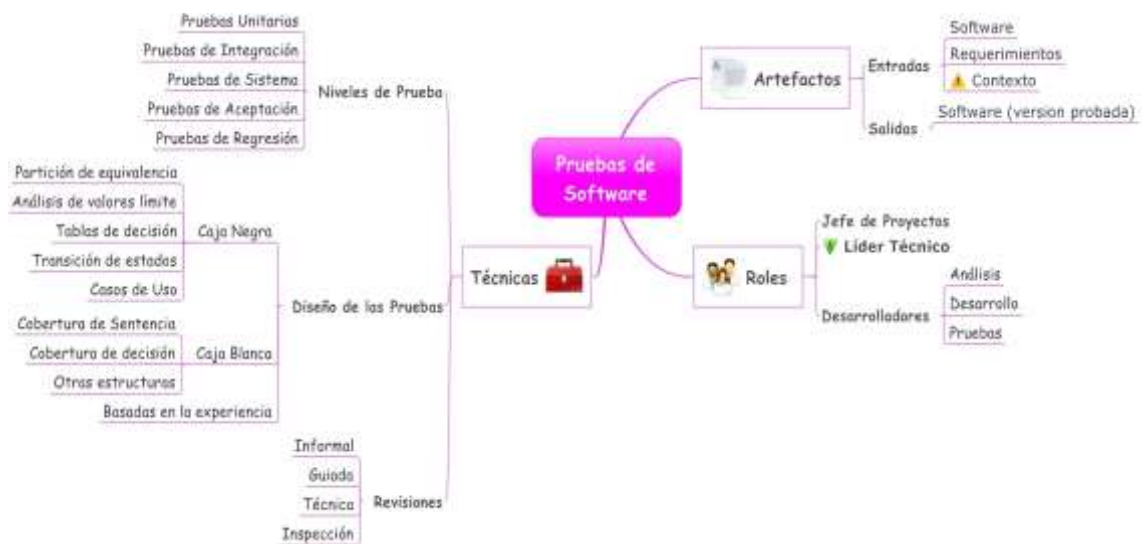 Pruebas de
Software
Artefactos
Entradas
Software
Requerimientos
Contexto
Salidas
Software (version probada)
Roles
Jefe de Proyectos
Líder Técnico
Desarrolladores
Análisis
Desarrollo
Pruebas
Técnicas
Niveles de Prueba
Pruebas Unitarias
Pruebas de Integración
Pruebas de Sistema
Pruebas de Aceptación
Pruebas de Regresión
Diseño de las Pruebas
Caja Negra
Partición de equivalencia
Análisis de valores límite
Tablas de decisión
Transición de estados
Casos de Uso
Caja Blanca
Cobertura de Sentencia
Cobertura de decisión
Otras estructuras
Basadas en la experiencia
Revisiones
Informal
Guiada
Técnica
Inspección